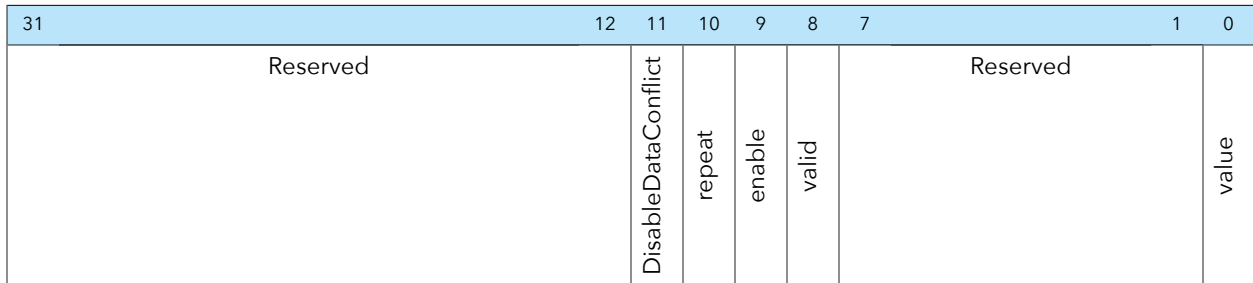 31 12 11 10 9 8 7 1 0
Reserved
DisableDataConflict
repeat
enable
valid
Reserved
value